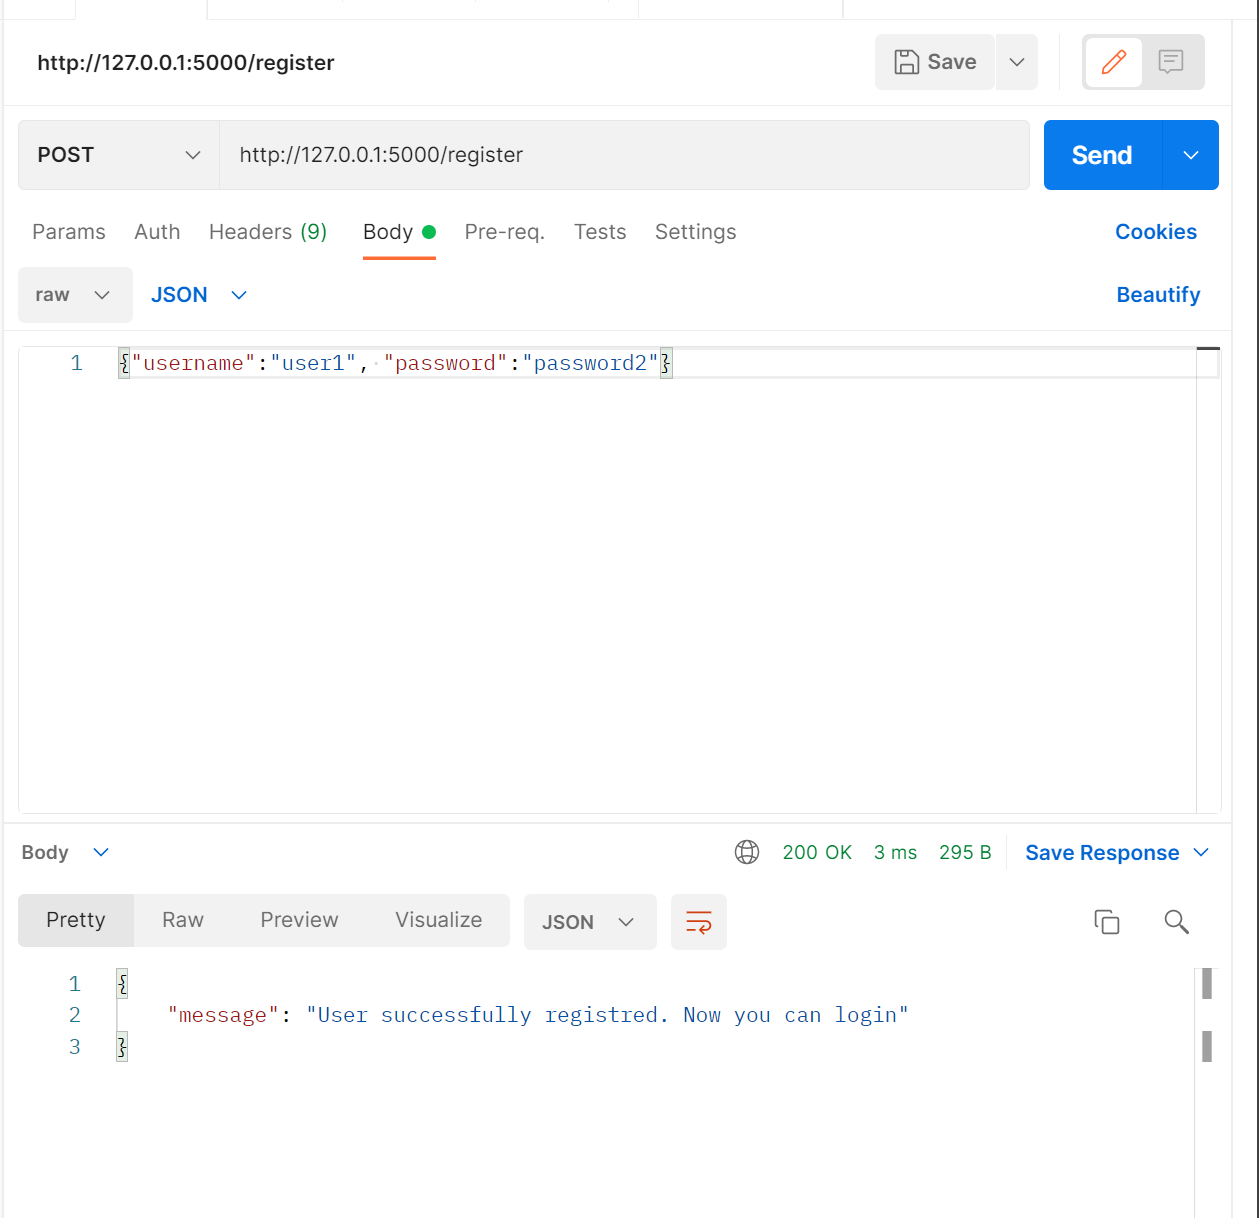 http://127.0.0.1:5000/register Save
POST http://127.0.0.1:5000/register Send
Params Auth Headers (9) Body Pre-req. Tests Settings Cookies
raw JSON Beautify
1 {"username":"user1", "password":"password2"}
Body 200 OK 3 ms 295 B Save Response
Pretty Raw Preview Visualize JSON
1 {
2 "message": "User successfully registred. Now you can login"
3 }